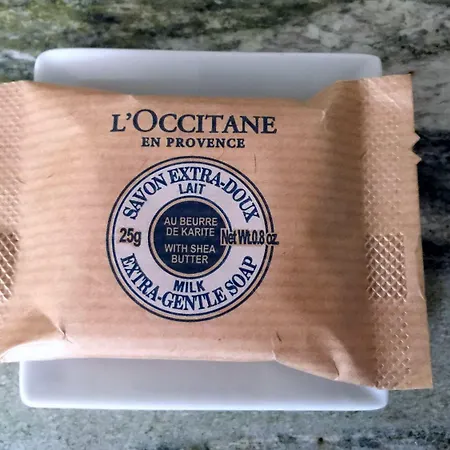 L'OCCITANE
EN PROVENCE
SAVON EXTRA-DOUX
LAIT
25g
AU BEURRE
DE KARITE
WITH SHEA
BUTTER
Net Wt.0.8 oz.
MILK
EXTRA-GENTLE SOAP